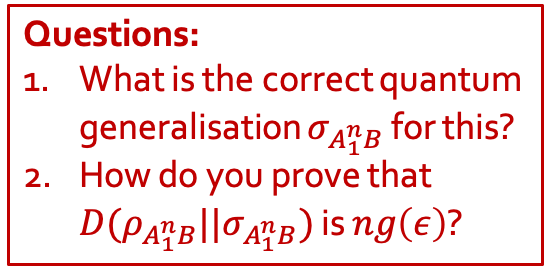 Questions:
1. What is the correct quantum
generalisation σ_{A_1^n B} for this?
2. How do you prove that
D(ρ_{A_1^n B}||σ_{A_1^n B}) is ng(ϵ)?